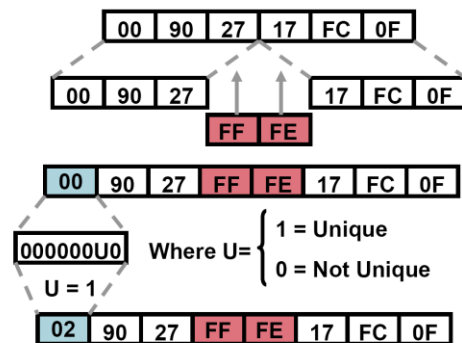 00 90 27 17 FC 0F
00 90 27 17 FC 0F
FF FE
00 90 27 FF FE 17 FC 0F
000000U0 Where U= 1 = Unique
0 = Not Unique
U = 1
02 90 27 FF FE 17 FC 0F